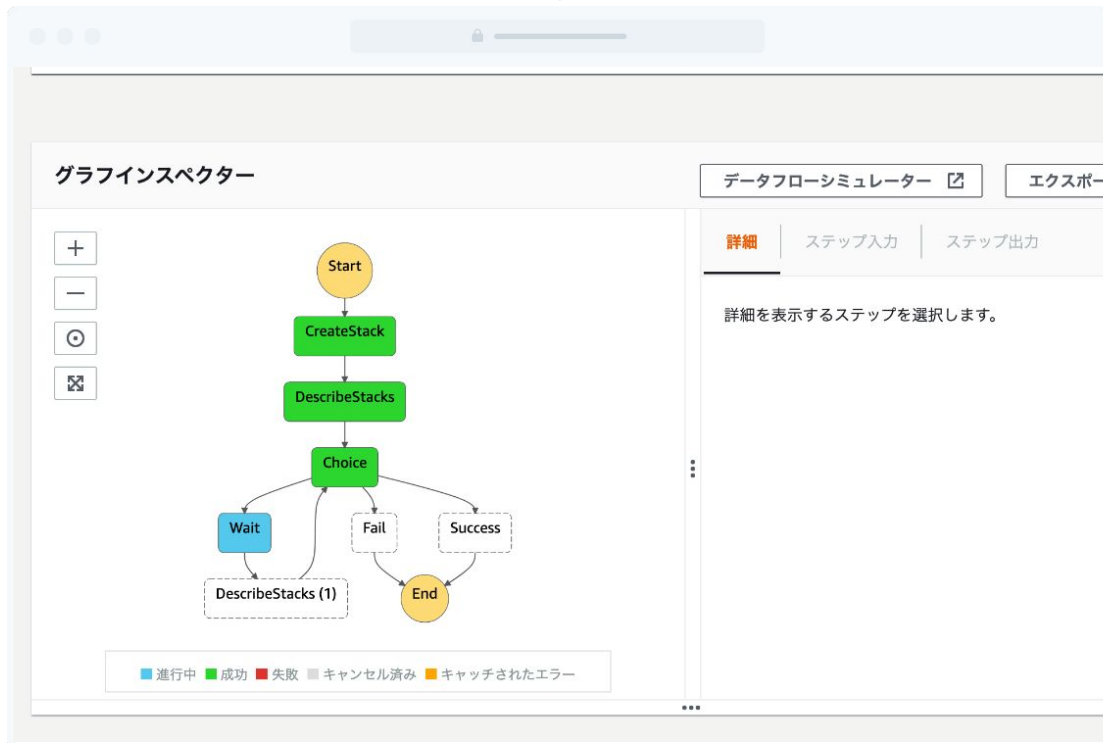 グラフインスペクター
データフローシミュレーター
エクスポー
詳細
ステップ入力
ステップ出力
詳細を表示するステップを選択します。
Start
CreateStack
DescribeStacks
Choice
Wait
Fail
Success
DescribeStacks (1)
End
進行中 成功 失敗 キャンセル済み キャッチされたエラー